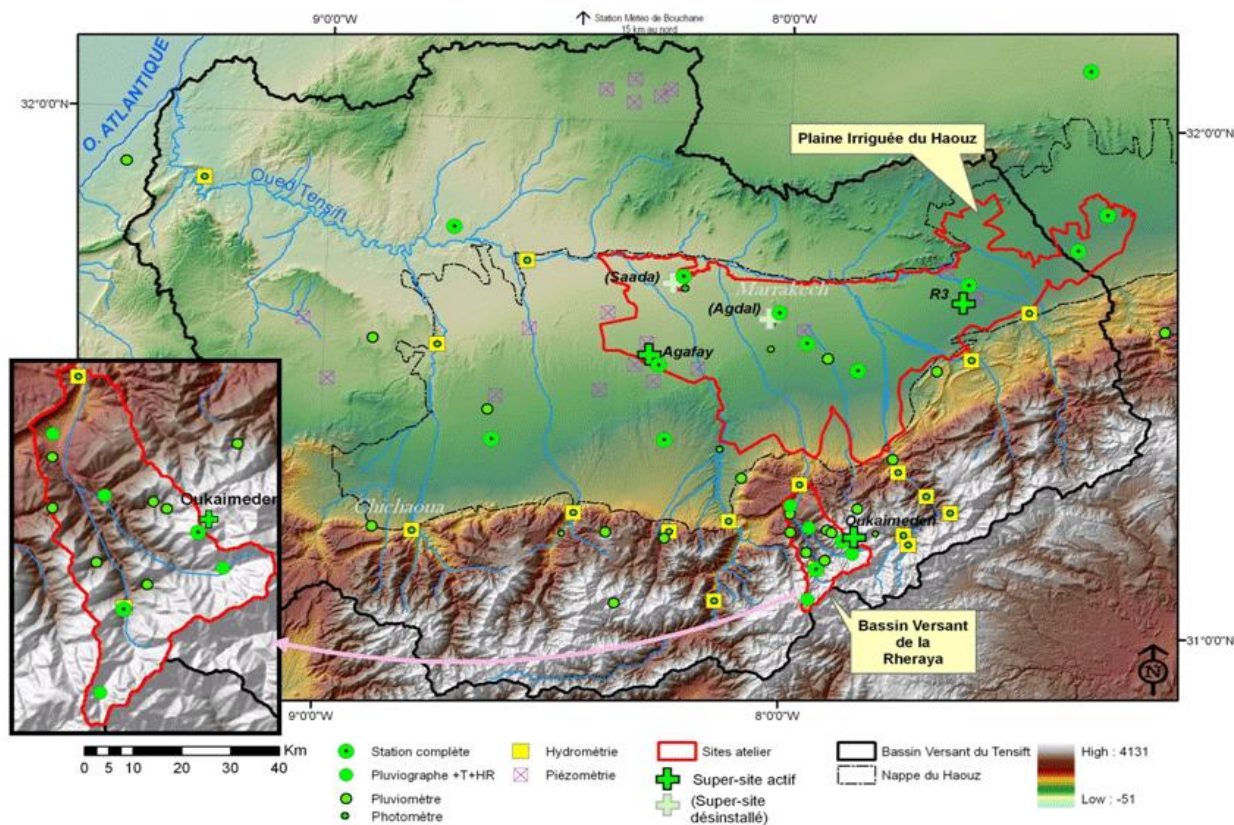 9°0'0"W
Station Météo de Bouchane
15 km au nord
8°0'0"W
O. ATLANTIQUE
32°0'0"N
32°0'0"N
Plaine Irriguée du Haouz
Oued Tensift
(Saada)
Marrakech
(Agdal)
R3
Agafay
Oukaimeden
Chichaoua
Oukaimeden
31°0'0"N
Bassin Versant
de la
Rheraya
N
9°0'0"W
8°0'0"W
Km
0 5 10 20 30 40
Station complète
Pluviographe +T+HR
Pluviomètre
Photomètre
Hydrométrie
Pièzométrie
Sites atelier
Super-site actif
(Super-site
désinstallé)
Bassin Versant du Tensift
Nappe du Haouz
High : 4131
Low : -51